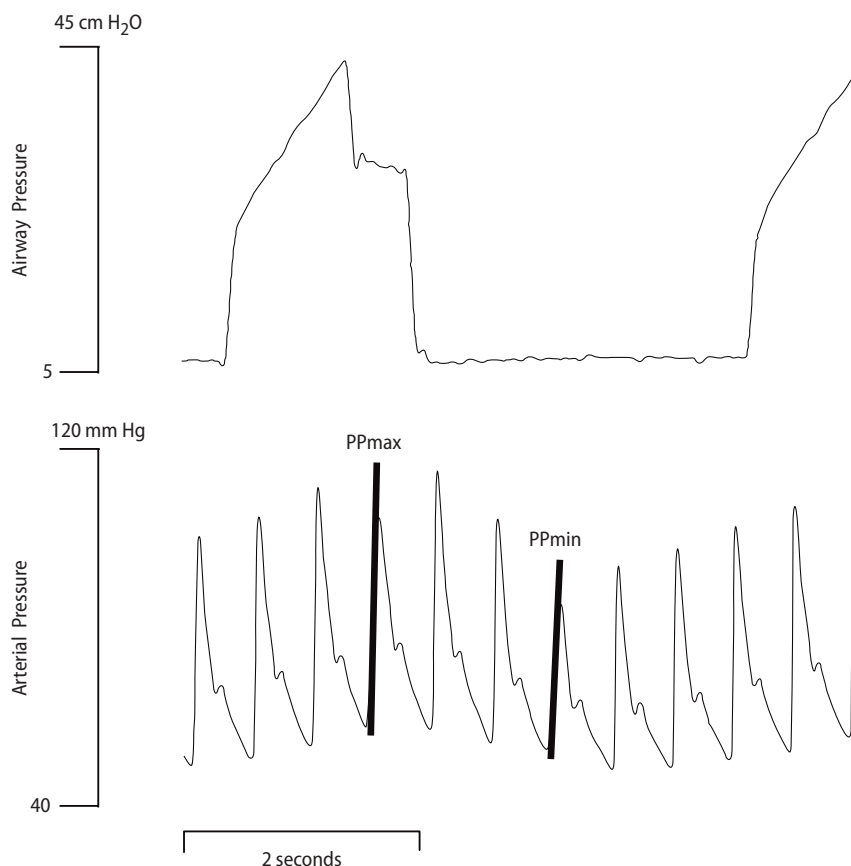 45 cm H₂O
Airway Pressure
5
120 mm Hg
PPmax
PPmin
Arterial Pressure
40
2 seconds